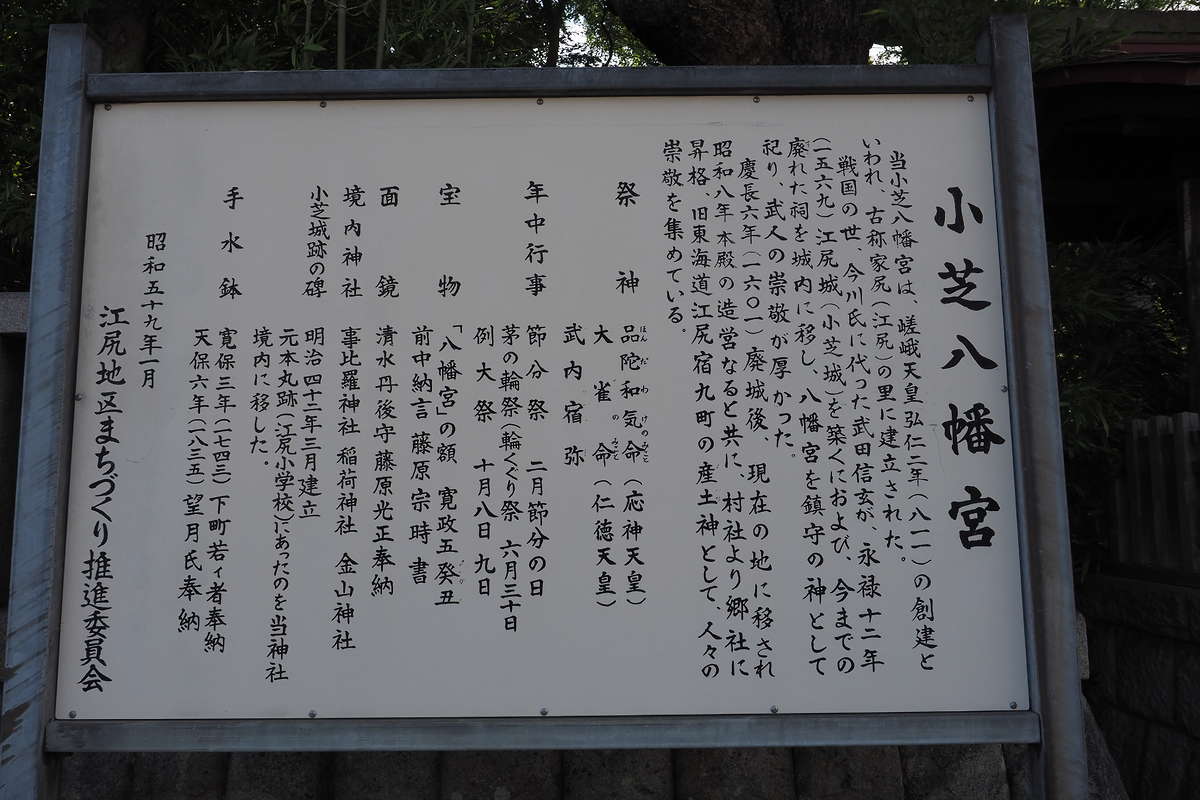 小芝八幡宮
当小芝八幡宮は、嵯峨天皇弘仁二年（八一一）の創建と
いわれ、古称家尻（江尻）の里に建立された。
戦国の世、今川氏に代った武田信玄が、永禄十二年
（一五六九）江尻城（小芝城）を築くにおよび、今までの
廃れた祠を城内に移し、八幡宮を鎮守の神として
祀り、武人の崇敬が厚かった。
慶長六年（一六〇一）廃城後、現在の地に移され
昭和八年本殿の造営なると共に、村社より郷社に
昇格、旧東海道江尻宿九町の産土神として、人々の
崇敬を集めている。
祭神 品陀和気命（応神天皇）
大雀命（仁徳天皇）
武内宿弥
年中行事 節分祭 二月節分の日
茅の輪祭（輪くぐり祭 六月三十日
例大祭 十月八日九日
宝物 「八幡宮」の額 寛政五癸丑
前中納言藤原宗時書
面鏡 清水丹後守藤原光正奉納
境内神社 事比羅神社 稲荷神社 金山神社
小芝城跡の碑 明治四十二年三月建立
元本丸跡（江尻小学校）にあったのを当神社
境内に移した。
手水鉢 寛保三年（一七四三）下町若ィ者奉納
天保六年（一八三五）望月氏奉納
昭和五十九年一月
江尻地区まちづくり推進委員会